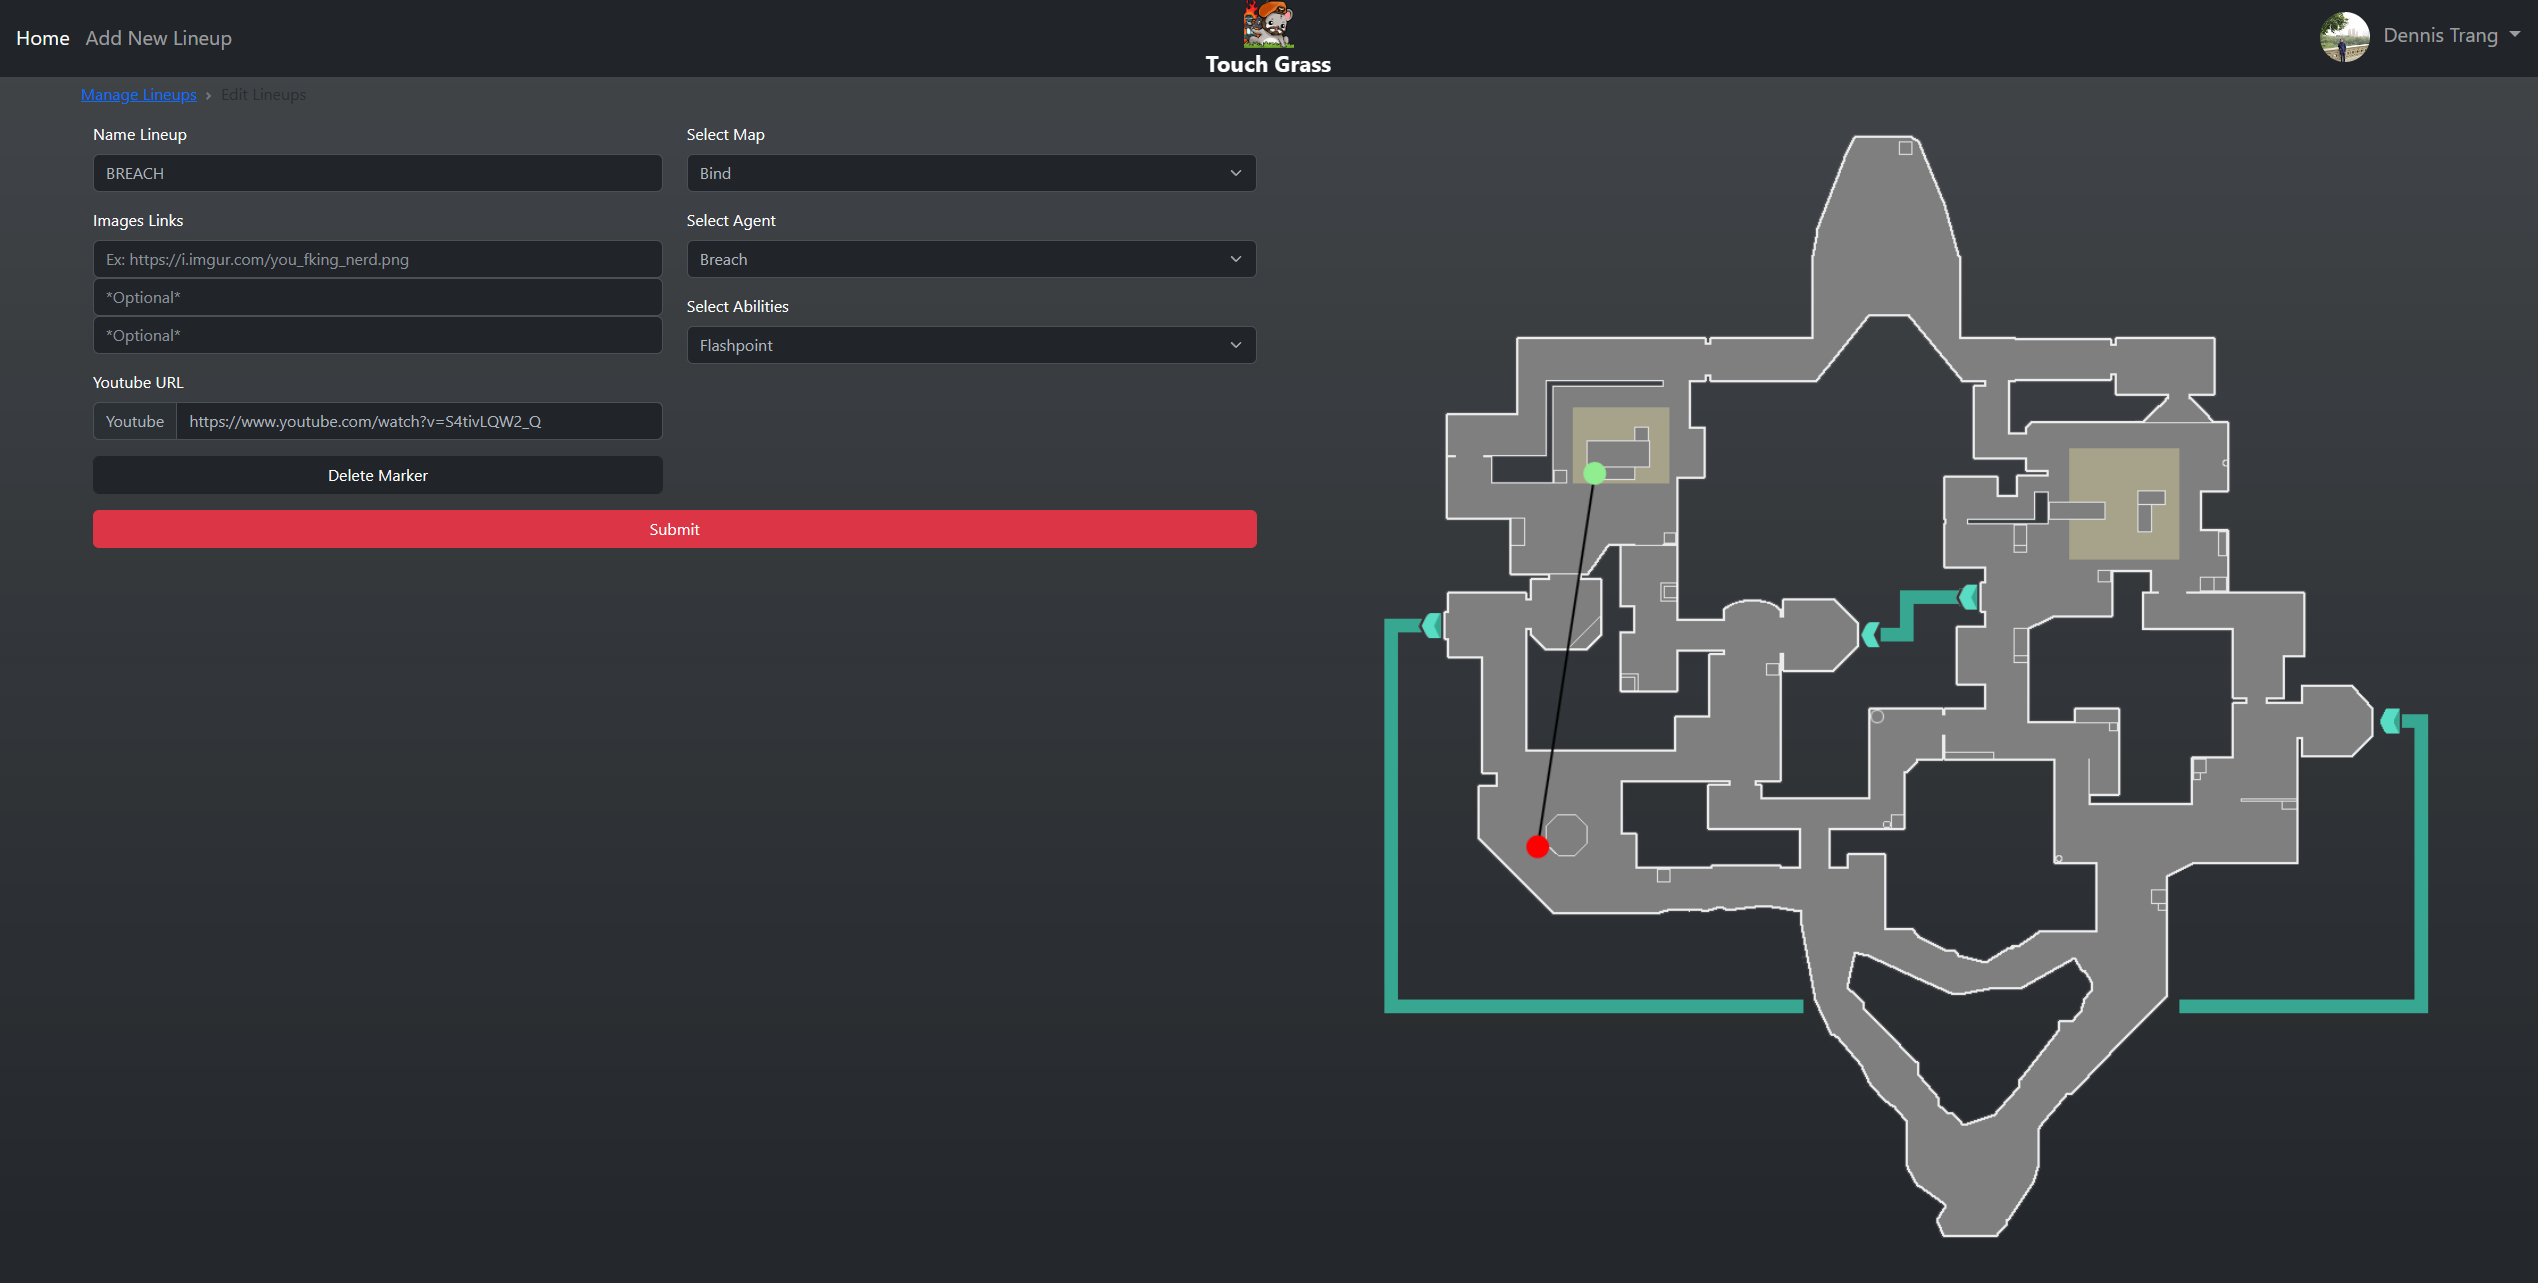 Home
Add New Lineup
Touch Grass
Dennis Trang
Manage Lineups
Edit Lineups
Name Lineup
BREACH
Images Links
Ex: https://i.imgur.com/you_fking_nerd.png
*Optional*
*Optional*
Youtube URL
Youtube
https://www.youtube.com/watch?v=S4tivLQW2_Q
Delete Marker
Select Map
Bind
Select Agent
Breach
Select Abilities
Flashpoint
Submit